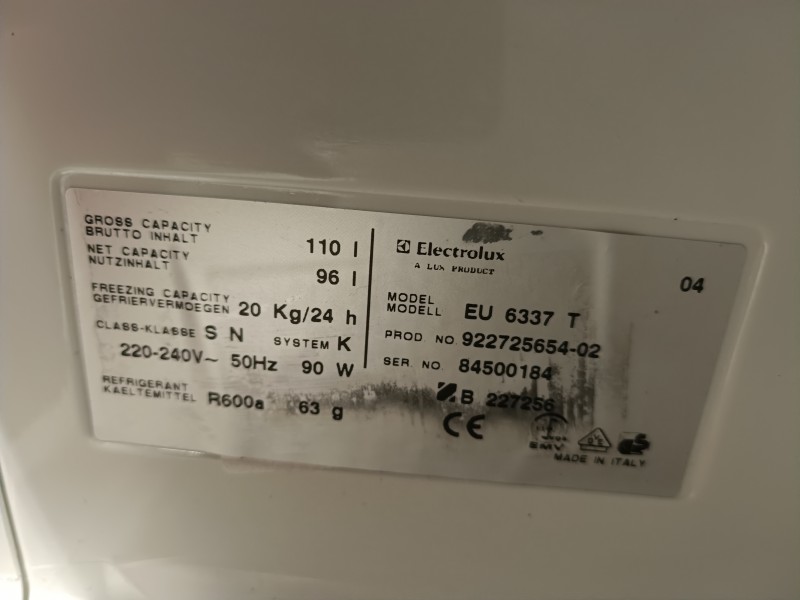 GROSS CAPACITY
BRUTTO INHALT 110 l
NET CAPACITY
NUTZINHALT 96 l
FREEZING CAPACITY
GEFRIERVERMOEGEN 20 Kg/24 h
CLASS-KLASSE S N SYSTEM K
220-240V~ 50Hz 90 W
REFRIGERANT
KAELTEMITTEL R600a 63 g
Electrolux
A LUX PRODUCT
04
MODEL
MODELL EU 6337 T
PROD NO. 922725654-02
SER NO. 84500184
B 227256
CE
EMV
MADE IN ITALY